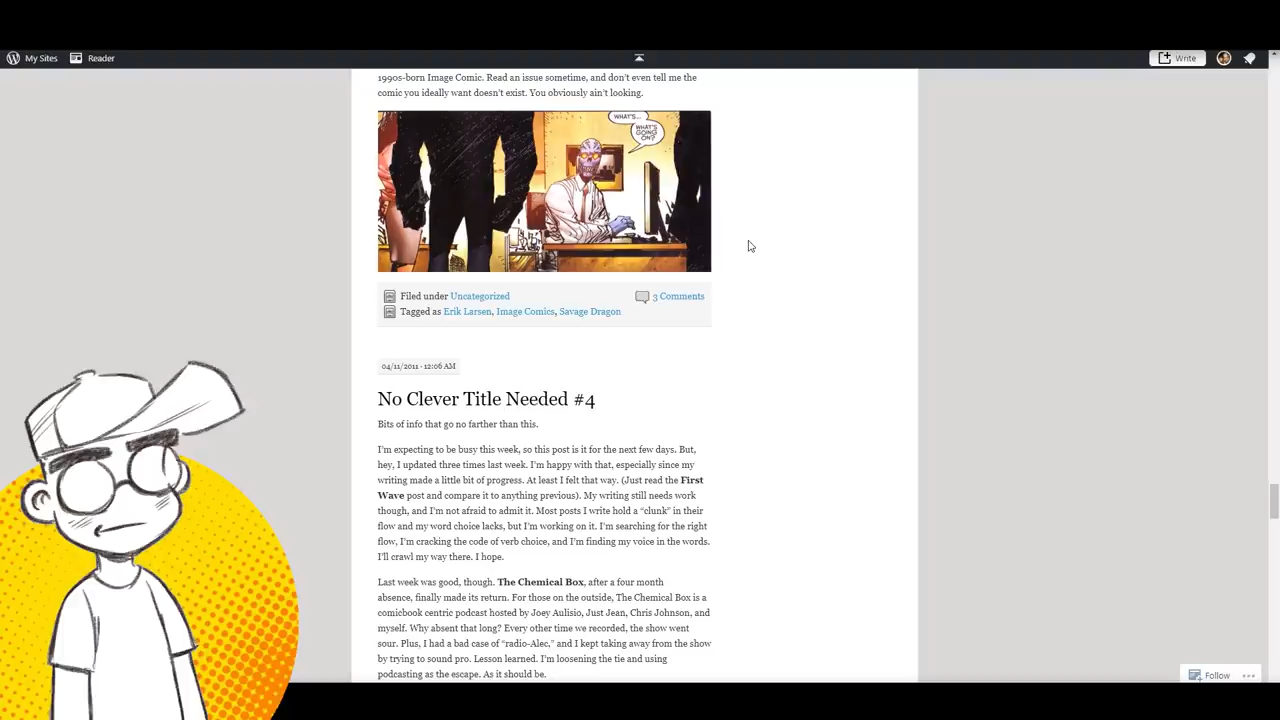 My Sites Reader Write
1990s-born Image Comic. Read an issue sometime, and don't even tell me the
comic you ideally want doesn't exist. You obviously ain't looking.
WHAT'S...
WHAT'S
GOING
ON?
Filed under Uncategorized 3 Comments
Tagged as Erik Larsen, Image Comics, Savage Dragon
04/11/2011 · 12:06 AM
No Clever Title Needed #4
Bits of info that go no farther than this.
I'm expecting to be busy this week, so this post is it for the next few days. But,
hey, I updated three times last week. I'm happy with that, especially since my
writing made a little bit of progress. At least I felt that way. (Just read the First
Wave post and compare it to anything previous). My writing still needs work
though, and I'm not afraid to admit it. Most posts I write hold a "clunk" in their
flow and my word choice lacks, but I'm working on it. I'm searching for the right
flow, I'm cracking the code of verb choice, and I'm finding my voice in the words.
I'll crawl my way there. I hope.
Last week was good, though. The Chemical Box, after a four month
absence, finally made its return. For those on the outside, The Chemical Box is a
comicbook centric podcast hosted by Joey Aulisio, Just Jean, Chris Johnson, and
myself. Why absent that long? Every other time we recorded, the show went
sour. Plus, I had a bad case of "radio-Alec," and I kept taking away from the show
by trying to sound pro. Lesson learned. I'm loosening the tie and using
podcasting as the escape. As it should be.
Follow